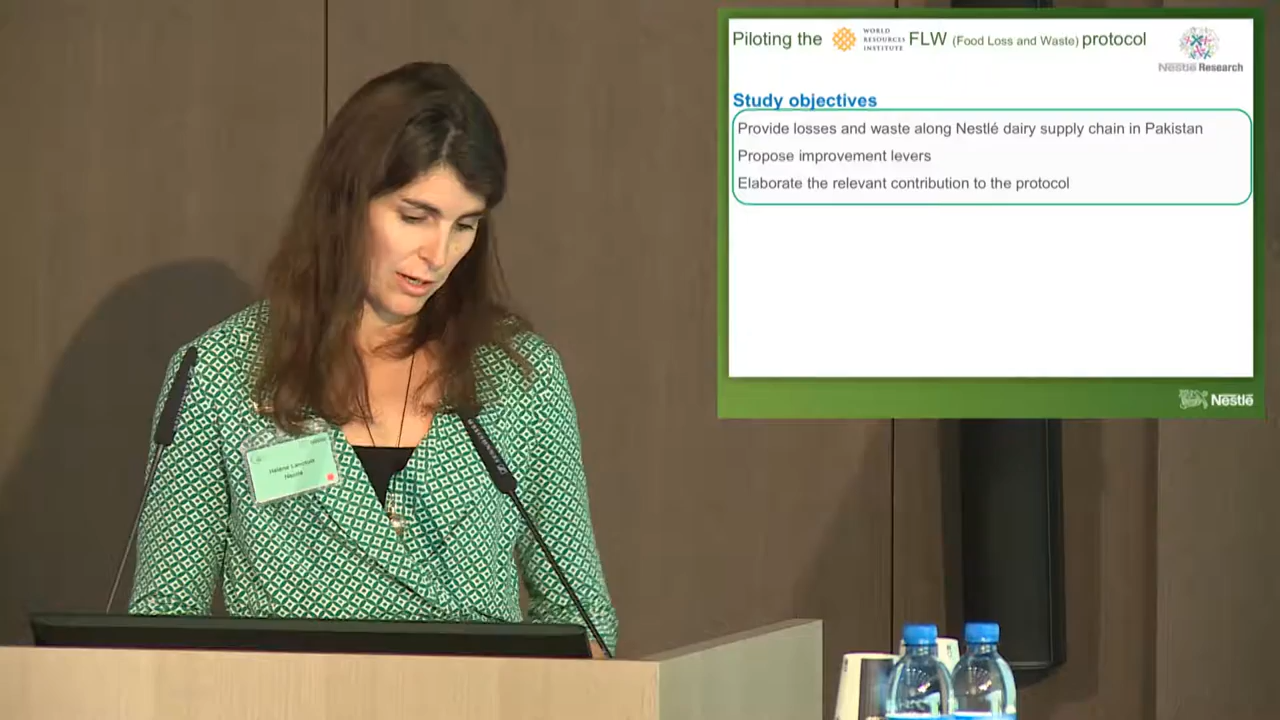 Piloting the WORLD RESOURCES INSTITUTE FLW (Food Loss and Waste) protocol
Nestlé Research
Study objectives
Provide losses and waste along Nestlé dairy supply chain in Pakistan
Propose improvement levers
Elaborate the relevant contribution to the protocol
Nestlé
Nestlé